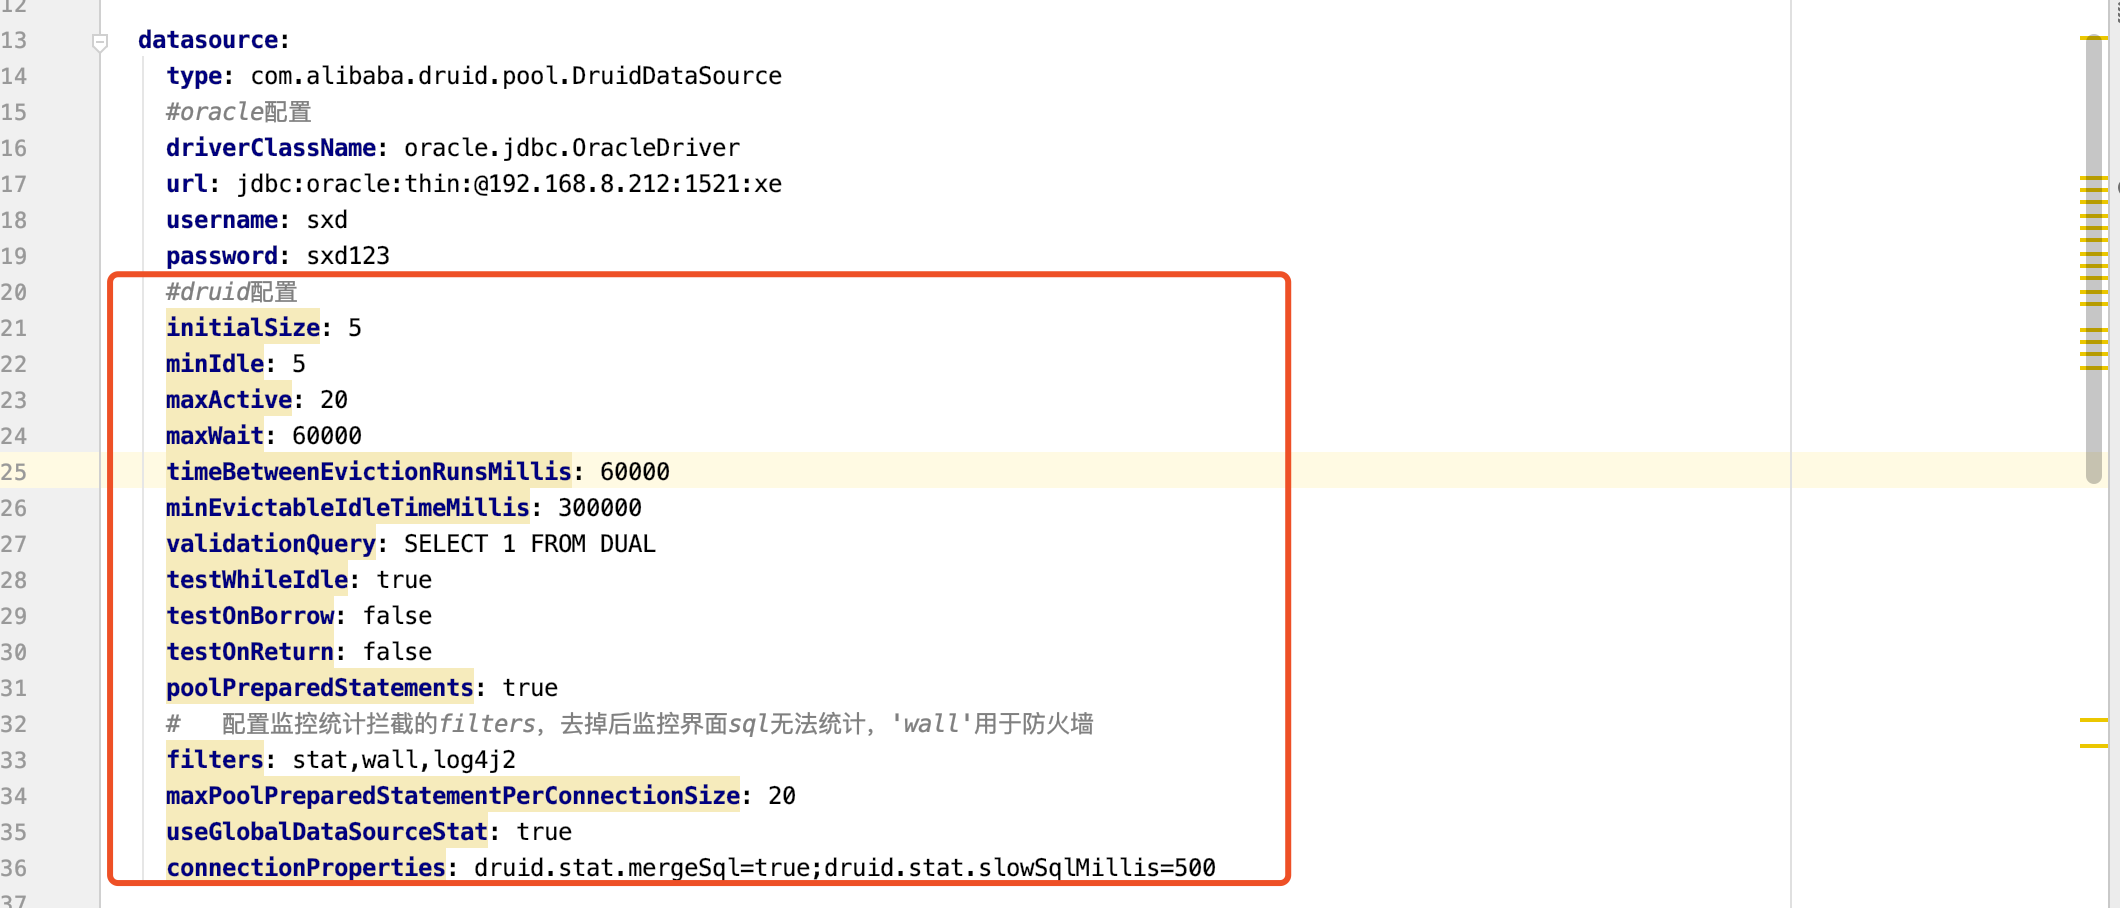 12
13 datasource:
14 type: com.alibaba.druid.pool.DruidDataSource
15 #oracle配置
16 driverClassName: oracle.jdbc.OracleDriver
17 url: jdbc:oracle:thin:@192.168.8.212:1521:xe
18 username: sxd
19 password: sxd123
20 #druid配置
21 initialSize: 5
22 minIdle: 5
23 maxActive: 20
24 maxWait: 60000
25 timeBetweenEvictionRunsMillis: 60000
26 minEvictableIdleTimeMillis: 300000
27 validationQuery: SELECT 1 FROM DUAL
28 testWhileIdle: true
29 testOnBorrow: false
30 testOnReturn: false
31 poolPreparedStatements: true
32 #   配置监控统计拦截的filters，去掉后监控界面sql无法统计，'wall'用于防火墙
33 filters: stat,wall,log4j2
34 maxPoolPreparedStatementPerConnectionSize: 20
35 useGlobalDataSourceStat: true
36 connectionProperties: druid.stat.mergeSql=true;druid.stat.slowSqlMillis=500
37